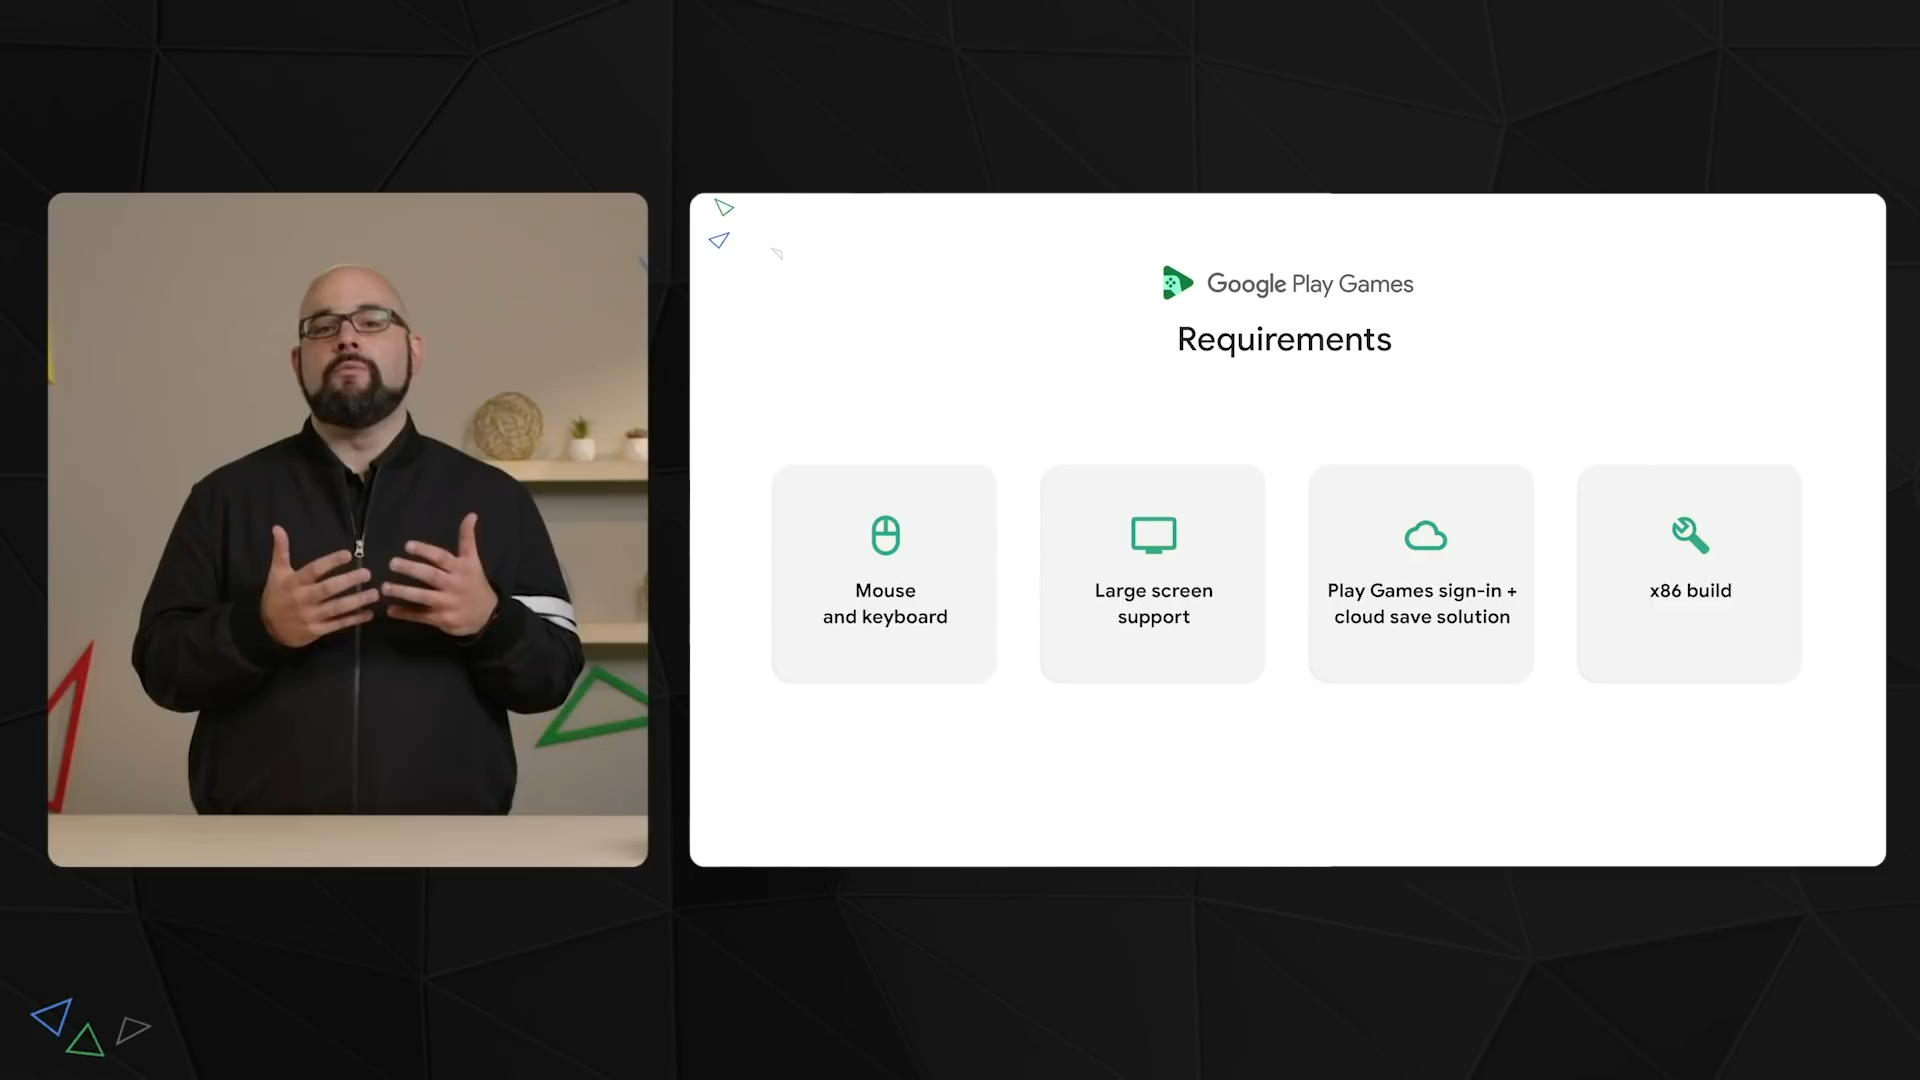 Google Play Games
Requirements
Mouse
and keyboard
Large screen
support
Play Games sign-in +
cloud save solution
x86 build